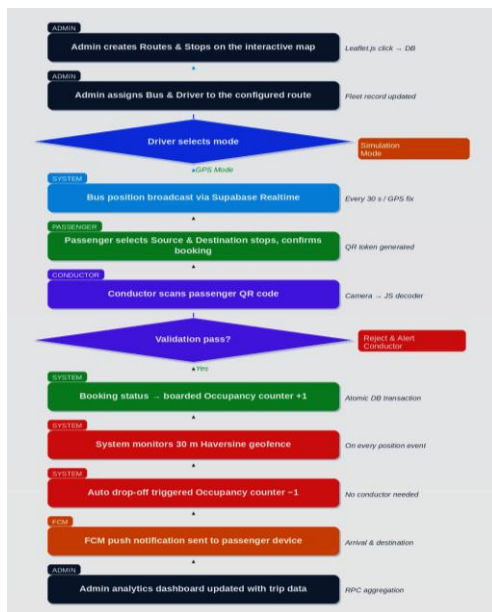 ADMIN
Admin creates Routes & Stops on the interactive map
Leaflet.js click → DB
ADMIN
Admin assigns Bus & Driver to the configured route
Fleet record updated
Driver selects mode
Simulation
Mode
GPS Mode
SYSTEM
Bus position broadcast via Supabase Realtime
Every 30 s / GPS fix
PASSENGER
Passenger selects Source & Destination stops, confirms
booking
QR token generated
CONDUCTOR
Conductor scans passenger QR code
Camera → JS decoder
Validation pass?
Reject & Alert
Conductor
Yes
SYSTEM
Booking status → boarded Occupancy counter +1
Atomic DB transaction
SYSTEM
System monitors 30 m Haversine geofence
On every position event
SYSTEM
Auto drop-off triggered Occupancy counter −1
No conductor needed
FCM
FCM push notification sent to passenger device
Arrival & destination
ADMIN
Admin analytics dashboard updated with trip data
RPC aggregation